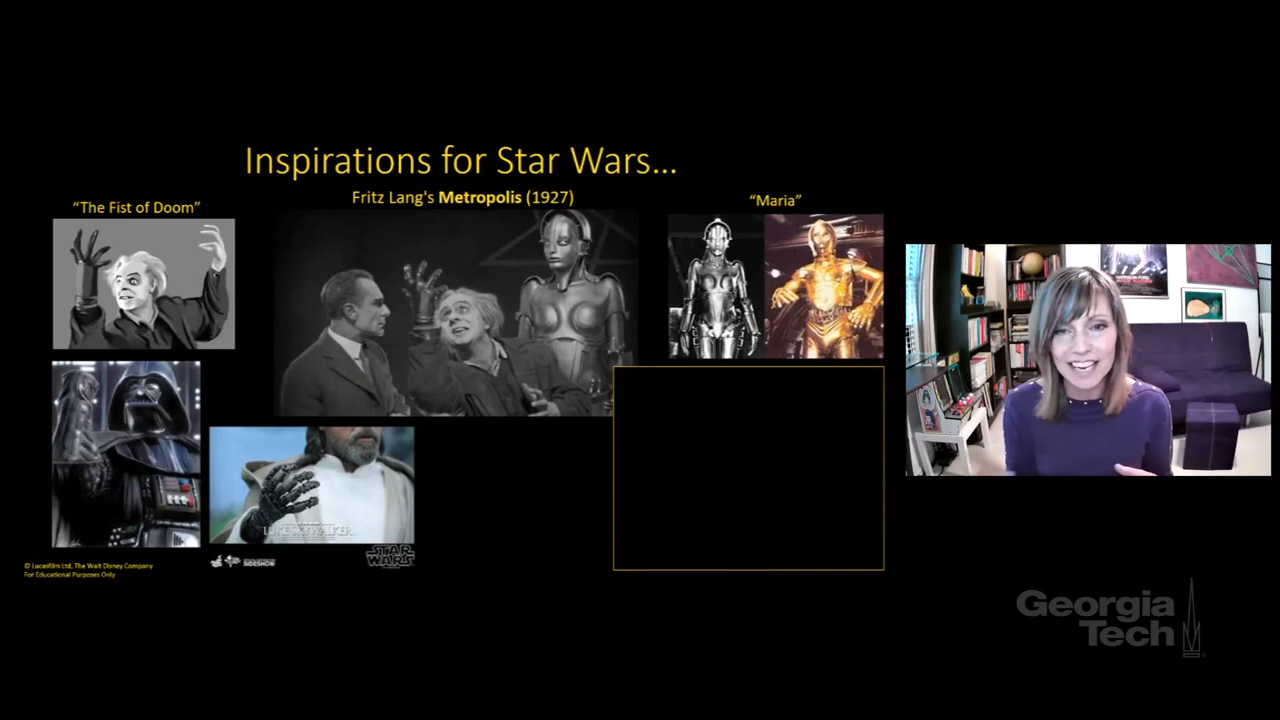 Inspirations for Star Wars...
Fritz Lang's Metropolis (1927)
"The Fist of Doom"
"Maria"
LUKE SKYWALKER
SIDESHOW
STAR
WARS
© Lucasfilm Ltd, The Walt Disney Company
For Educational Purposes Only
Georgia
Tech